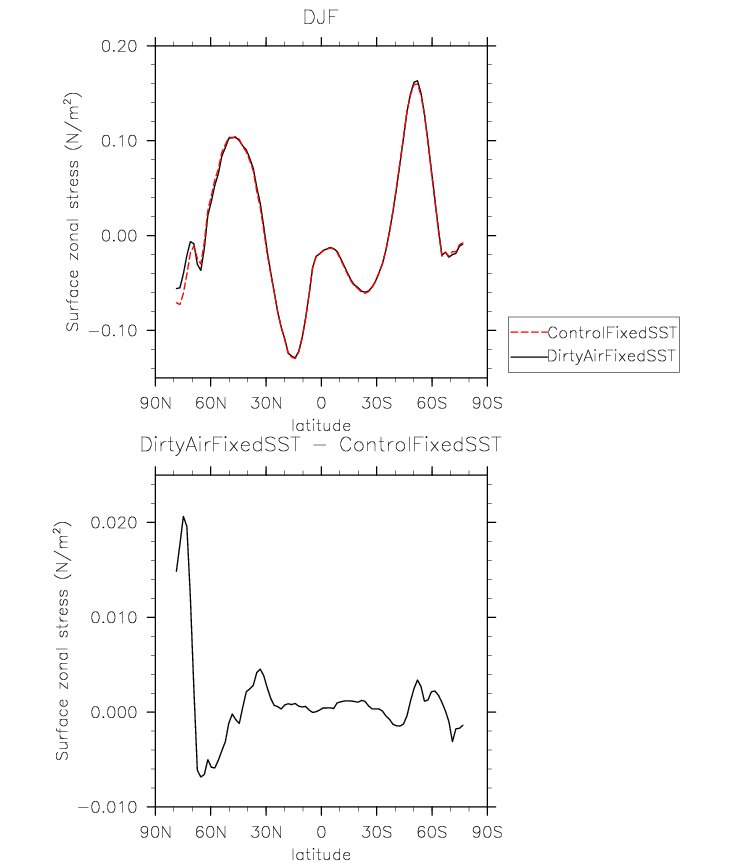 DJF
Surface zonal stress (N/m²)
0.20
0.10
0.00
−0.10
90N 60N 30N 0 30S 60S 90S
latitude
ControlFixedSST
DirtyAirFixedSST
DirtyAirFixedSST − ControlFixedSST
Surface zonal stress (N/m²)
0.020
0.010
0.000
−0.010
90N 60N 30N 0 30S 60S 90S
latitude